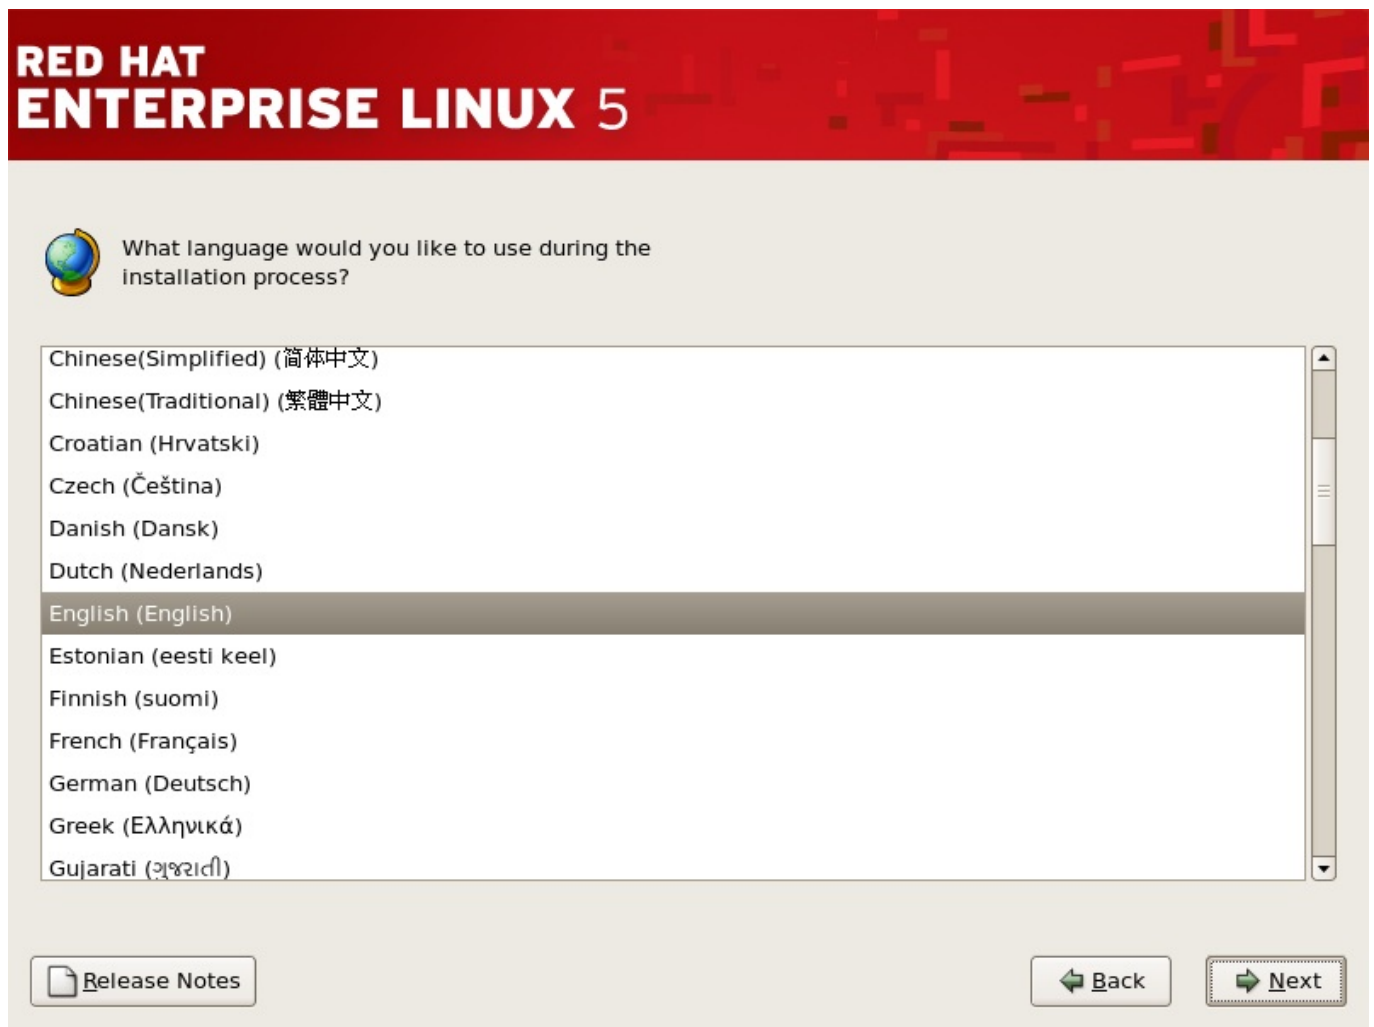 RED HAT
ENTERPRISE LINUX 5
What language would you like to use during the
installation process?
Chinese(Simplified) (简体中文)
Chinese(Traditional) (繁體中文)
Croatian (Hrvatski)
Czech (Čeština)
Danish (Dansk)
Dutch (Nederlands)
English (English)
Estonian (eesti keel)
Finnish (suomi)
French (Français)
German (Deutsch)
Greek (Ελληνικά)
Gujarati (ગુજરાતી)
Release Notes
Back
Next